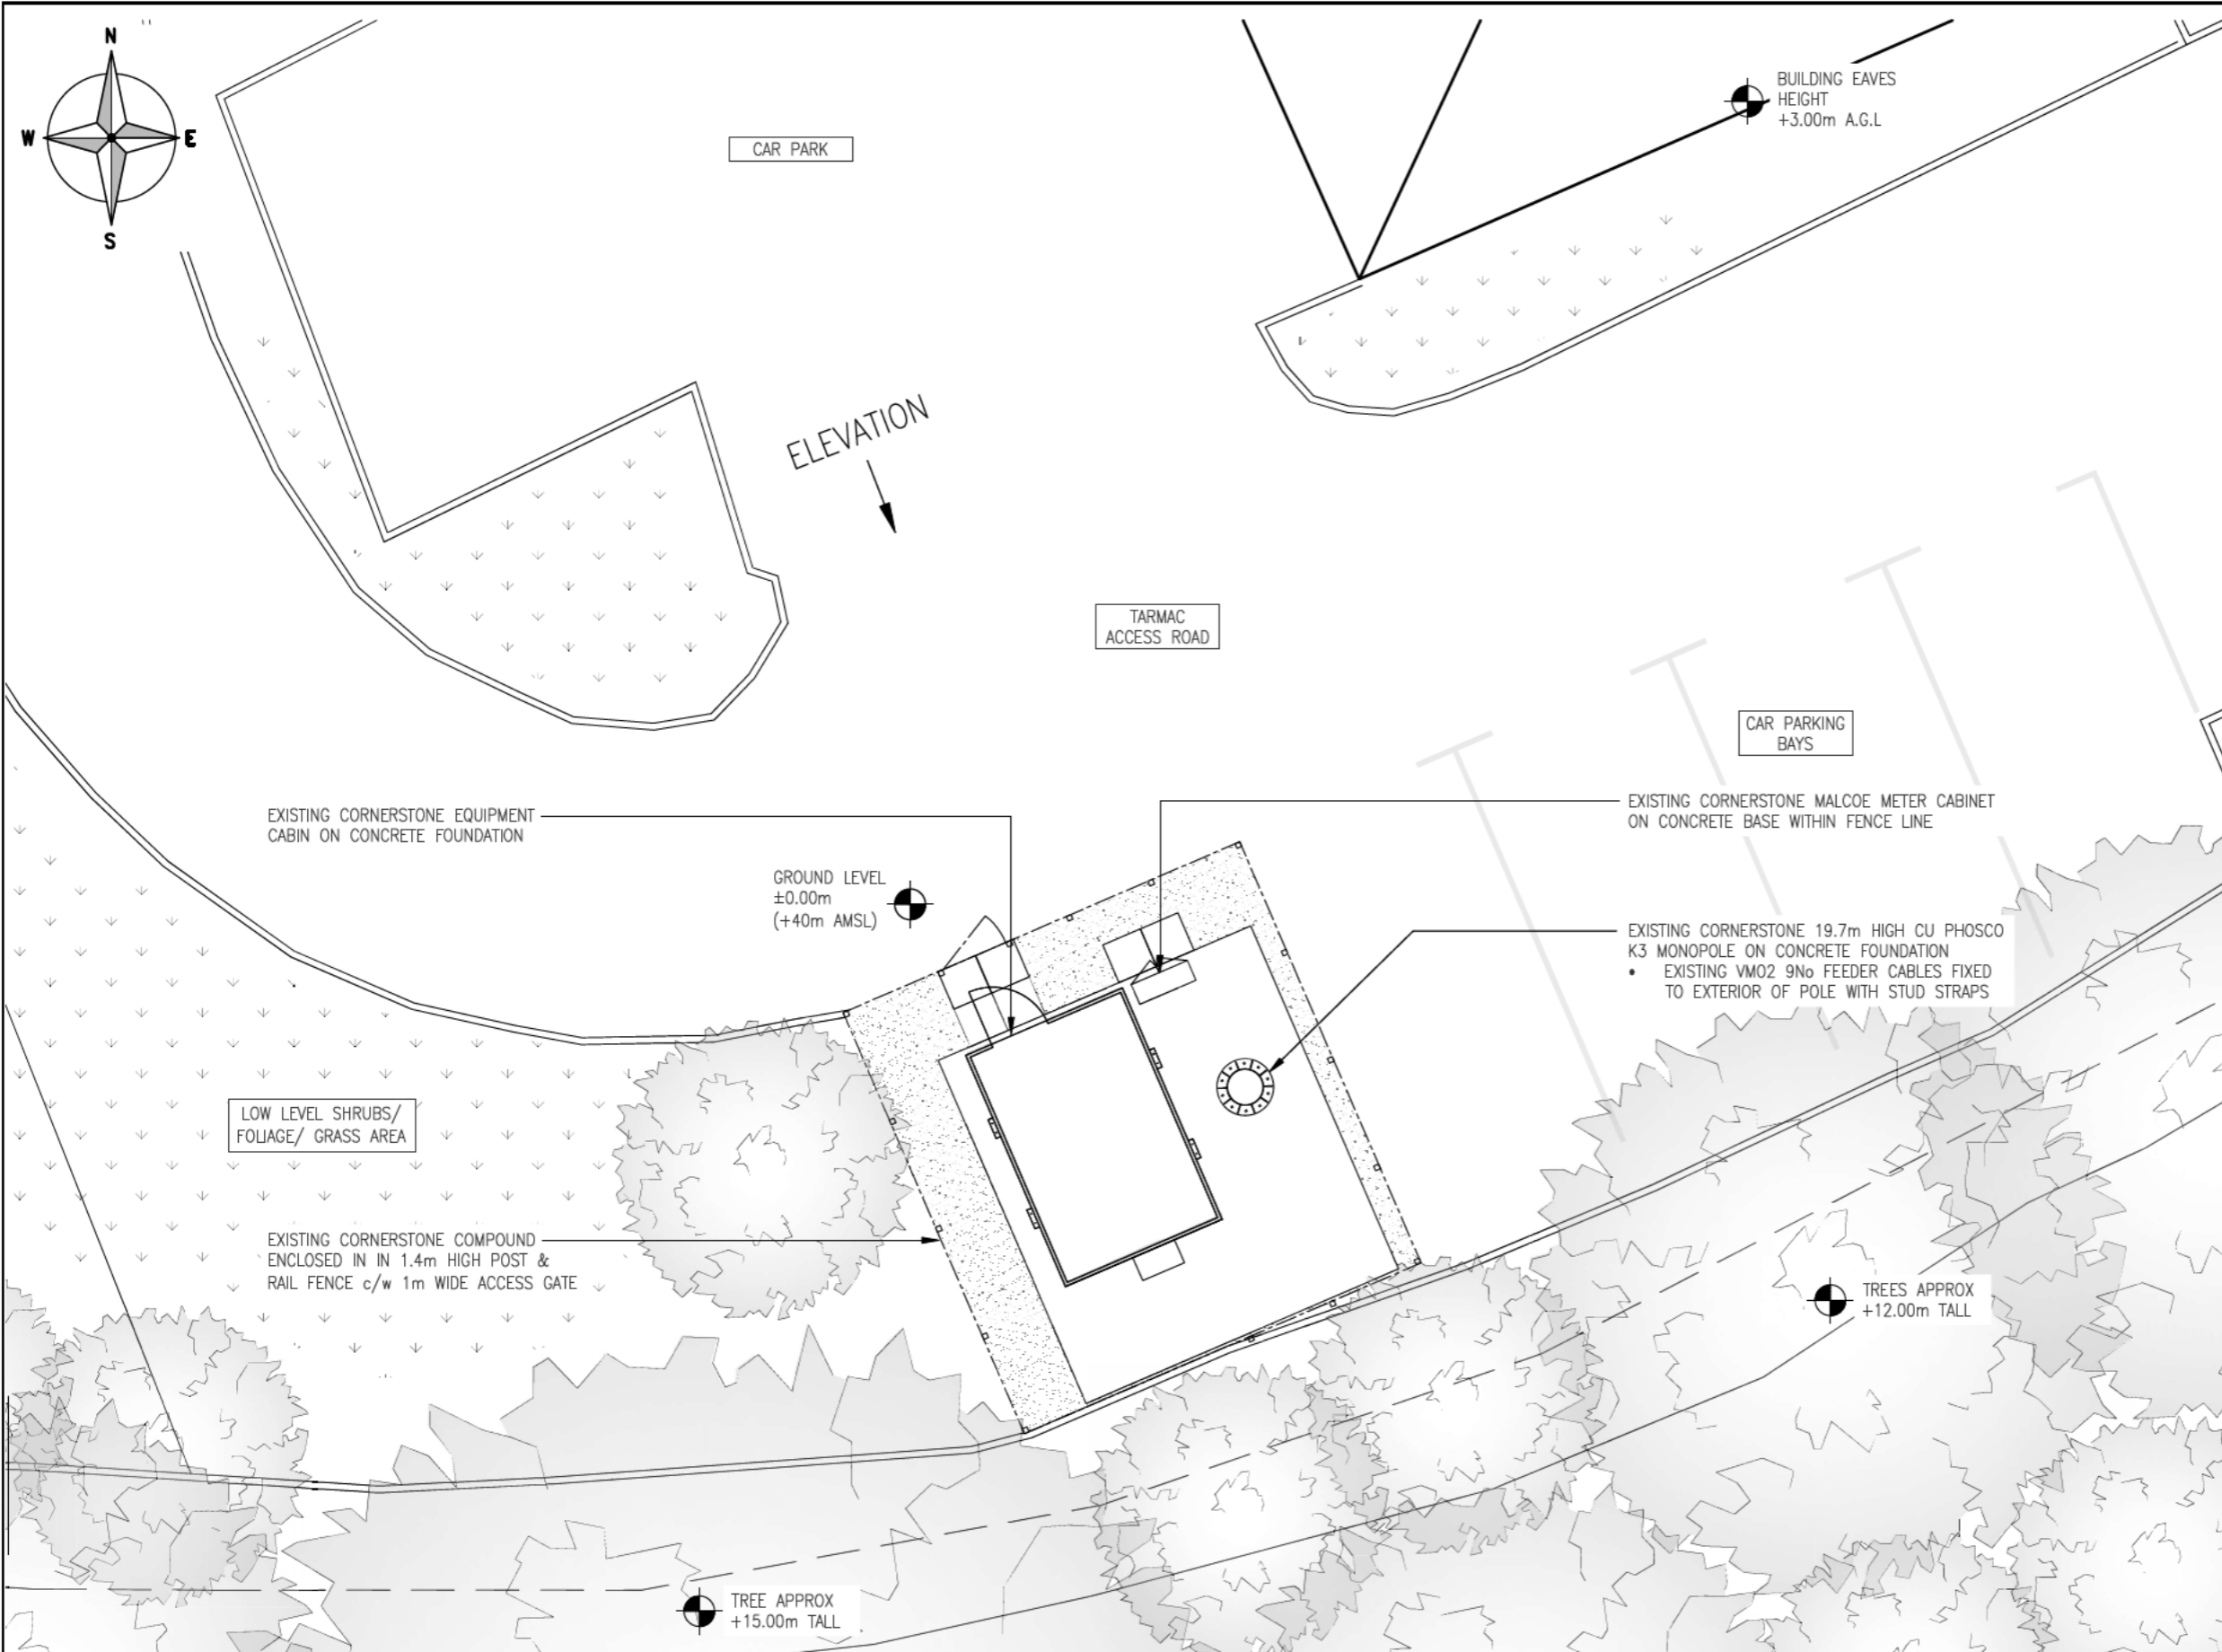 N
W
E
S
CAR PARK
BUILDING EAVES
HEIGHT
+3.00m A.G.L
ELEVATION
TARMAC
ACCESS ROAD
CAR PARKING
BAYS
EXISTING CORNERSTONE EQUIPMENT
CABIN ON CONCRETE FOUNDATION
EXISTING CORNERSTONE MALCOE METER CABINET
ON CONCRETE BASE WITHIN FENCE LINE
GROUND LEVEL
±0.00m
(+40m AMSL)
EXISTING CORNERSTONE 19.7m HIGH CU PHOSCO
K3 MONOPOLE ON CONCRETE FOUNDATION
• EXISTING VMO2 9No FEEDER CABLES FIXED
TO EXTERIOR OF POLE WITH STUD STRAPS
LOW LEVEL SHRUBS/
FOLIAGE/ GRASS AREA
EXISTING CORNERSTONE COMPOUND
ENCLOSED IN IN 1.4m HIGH POST &
RAIL FENCE c/w 1m WIDE ACCESS GATE
TREES APPROX
+12.00m TALL
TREE APPROX
+15.00m TALL